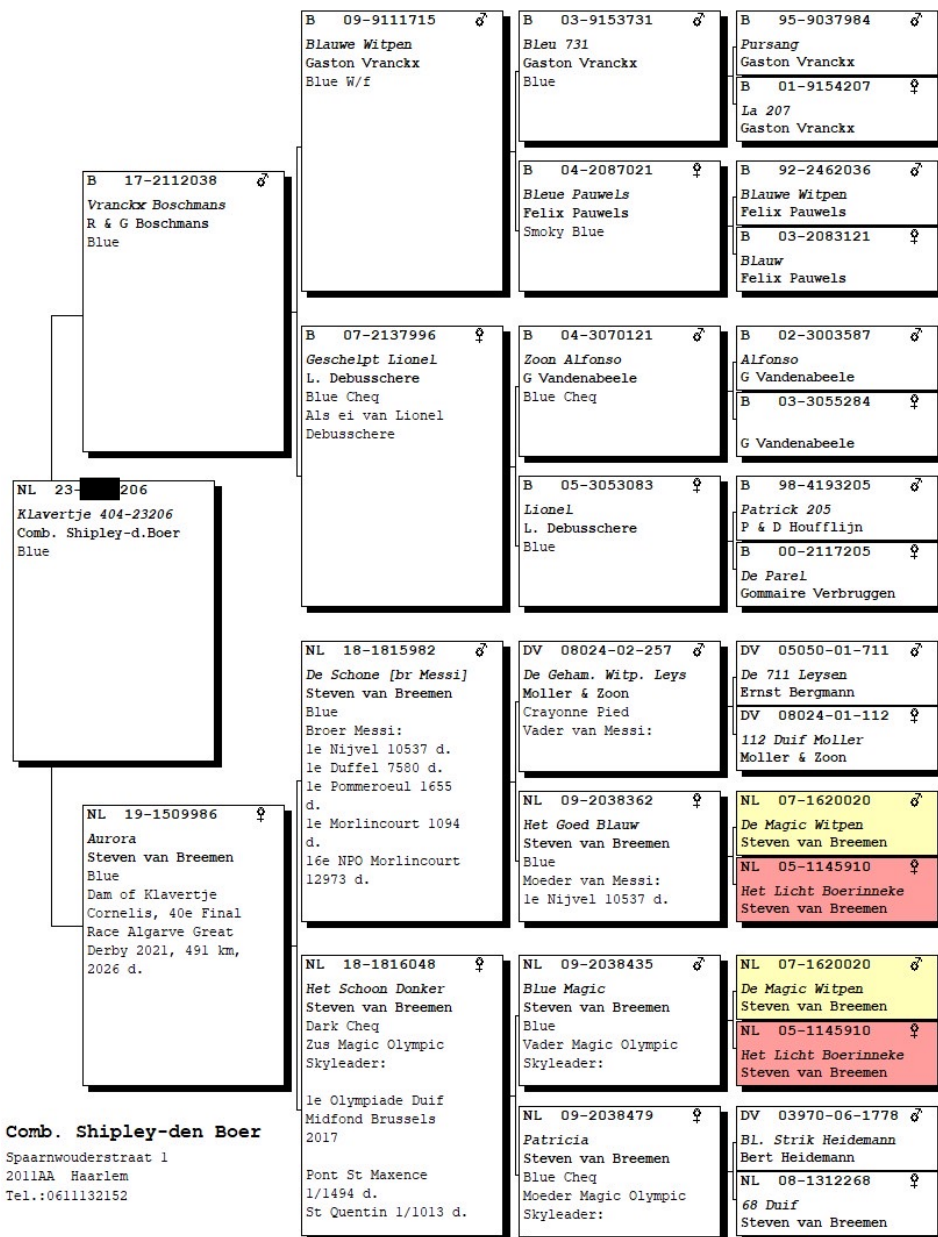 NL 23- 206
Klavertje 404-23206
Comb. Shipley-d.Boer
Blue
B 17-2112038 ♂
Vranckx Boschmans
R & G Boschmans
Blue
NL 19-1509986 ♀
Aurora
Steven van Breemen
Blue
Dam of Klavertje
Cornelis, 40e Final
Race Algarve Great
Derby 2021, 491 km,
2026 d.
B 09-9111715 ♂
Blauwe Witpen
Gaston Vranckx
Blue W/f
B 07-2137996 ♀
Geschelpt Lionel
L. Debusschere
Blue Cheq
Als ei van Lionel
Debusschere
NL 18-1815982 ♂
De Schone [br Messi]
Steven van Breemen
Blue
Broer Messi:
1e Nijvel 10537 d.
1e Duffel 7580 d.
1e Pommeroeul 1655
d.
1e Morlincourt 1094
d.
16e NPO Morlincourt
12973 d.
NL 18-1816048 ♀
Het Schoon Donker
Steven van Breemen
Dark Cheq
Zus Magic Olympic
Skyleader:
1e Olympiade Duif
Midfond Brussels
2017
Pont St Maxence
1/1494 d.
St Quentin 1/1013 d.
B 03-9153731 ♂
Bleu 731
Gaston Vranckx
Blue
B 04-2087021 ♀
Bleue Pauwels
Felix Pauwels
Smoky Blue
B 04-3070121 ♂
Zoon Alfonso
G Vandenabeele
Blue Cheq
B 05-3053083 ♀
Lionel
L. Debusschere
Blue
DV 08024-02-257 ♂
De Geham. Witp. Leys
Moller & Zoon
Crayonne Pied
Vader van Messi:
NL 09-2038362 ♀
Het Goed Blauw
Steven van Breemen
Blue
Moeder van Messi:
1e Nijvel 10537 d.
NL 09-2038435 ♂
Blue Magic
Steven van Breemen
Blue
Vader Magic Olympic
Skyleader:
NL 09-2038479 ♀
Patricia
Steven van Breemen
Blue Cheq
Moeder Magic Olympic
Skyleader:
B 95-9037984 ♂
Pursang
Gaston Vranckx
B 01-9154207 ♀
La 207
Gaston Vranckx
B 92-2462036 ♂
Blauwe Witpen
Felix Pauwels
B 03-2083121 ♀
Blauw
Felix Pauwels
B 02-3003587 ♂
Alfonso
G Vandenabeele
B 03-3055284 ♀
G Vandenabeele
B 98-4193205 ♂
Patrick 205
P & D Houfflijn
B 00-2117205 ♀
De Parel
Gommaire Verbruggen
DV 05050-01-711 ♂
De 711 Leysen
Ernst Bergmann
DV 08024-01-112 ♀
112 Duif Moller
Moller & Zoon
NL 07-1620020 ♂
De Magic Witpen
Steven van Breemen
NL 05-1145910 ♀
Het Licht Boerinneke
Steven van Breemen
NL 07-1620020 ♂
De Magic Witpen
Steven van Breemen
NL 05-1145910 ♀
Het Licht Boerinneke
Steven van Breemen
DV 03970-06-1778 ♂
Bl. Strik Heidemann
Bert Heidemann
NL 08-1312268 ♀
68 Duif
Steven van Breemen
Comb. Shipley-den Boer
Spaarnwouderstraat 1
2011AA Haarlem
Tel.:0611132152